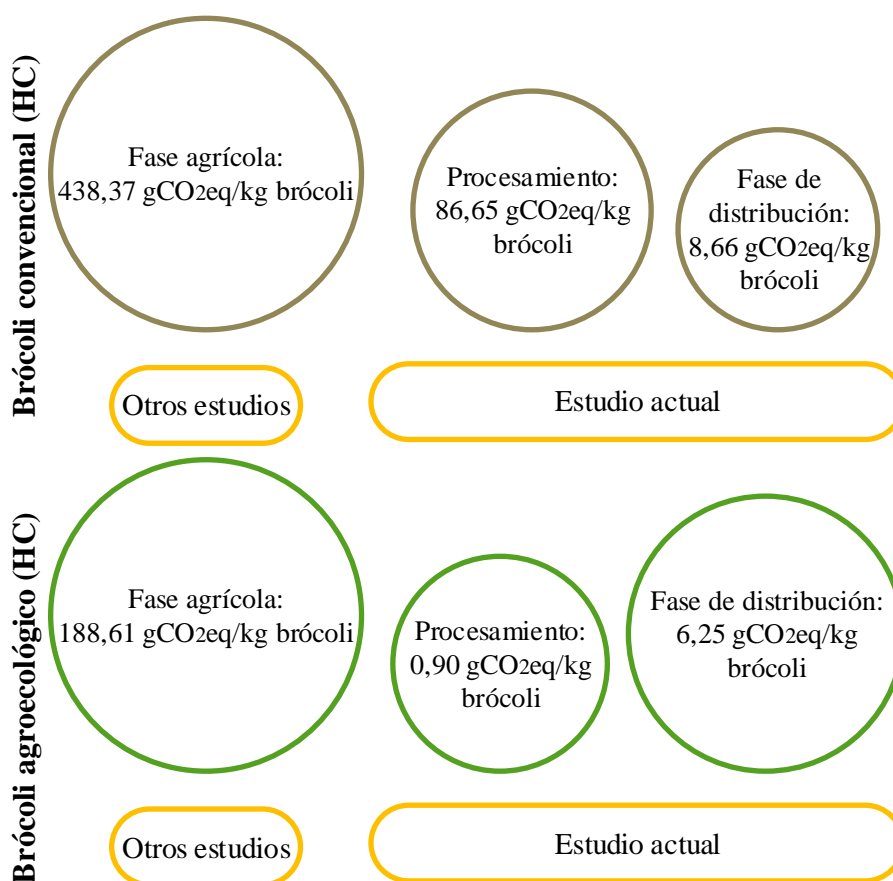 Brócoli convencional (HC)
Fase agrícola:
438,37 gCO2eq/kg brócoli
Procesamiento:
86,65 gCO2eq/kg
brócoli
Fase de
distribución:
8,66 gCO2eq/kg
brócoli
Otros estudios
Estudio actual
Brócoli agroecológico (HC)
Fase agrícola:
188,61 gCO2eq/kg brócoli
Procesamiento:
0,90 gCO2eq/kg
brócoli
Fase de distribución:
6,25 gCO2eq/kg
brócoli
Otros estudios
Estudio actual